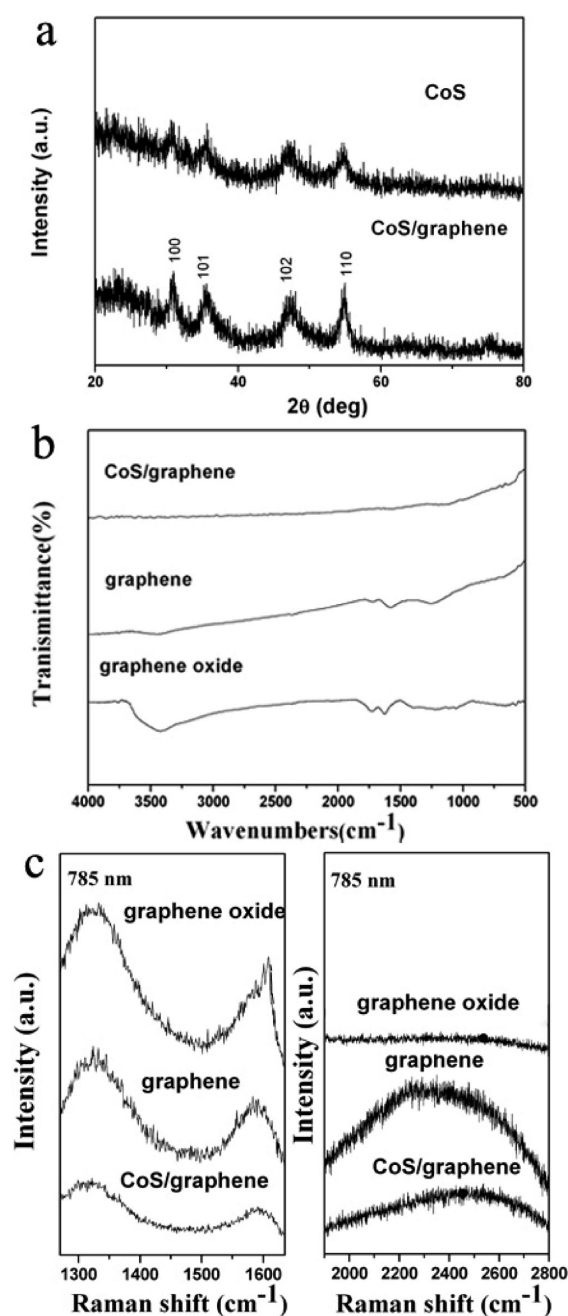 a
CoS
CoS/graphene
100
101
102
110
Intensity (a.u.)
20 40 60 80
2θ (deg)
b
CoS/graphene
graphene
graphene oxide
Tranismittance(%)
4000 3500 3000 2500 2000 1500 1000 500
Wavenumbers(cm⁻¹)
c
785 nm
graphene oxide
graphene
CoS/graphene
Intensity (a.u.)
1300 1400 1500 1600
Raman shift (cm⁻¹)
785 nm
graphene oxide
graphene
CoS/graphene
Intensity (a.u.)
2000 2200 2400 2600 2800
Raman shift (cm⁻¹)